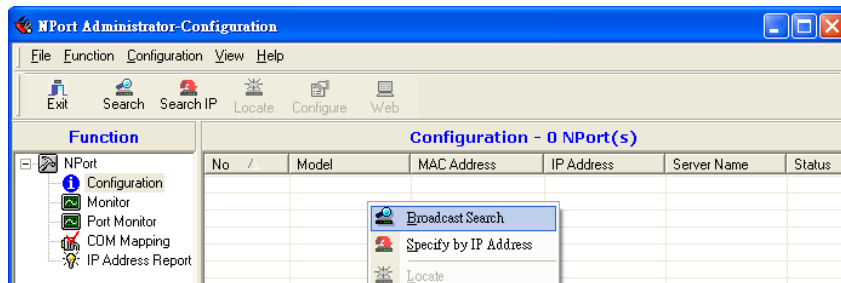 NPort Administrator-Configuration
File Function Configuration View Help
Exit Search Search IP Locate Configure Web
Function
Configuration - 0 NPort(s)
NPort
Configuration
Monitor
Port Monitor
COM Mapping
IP Address Report
No Model MAC Address IP Address Server Name Status
Broadcast Search
Specify by IP Address
Locate